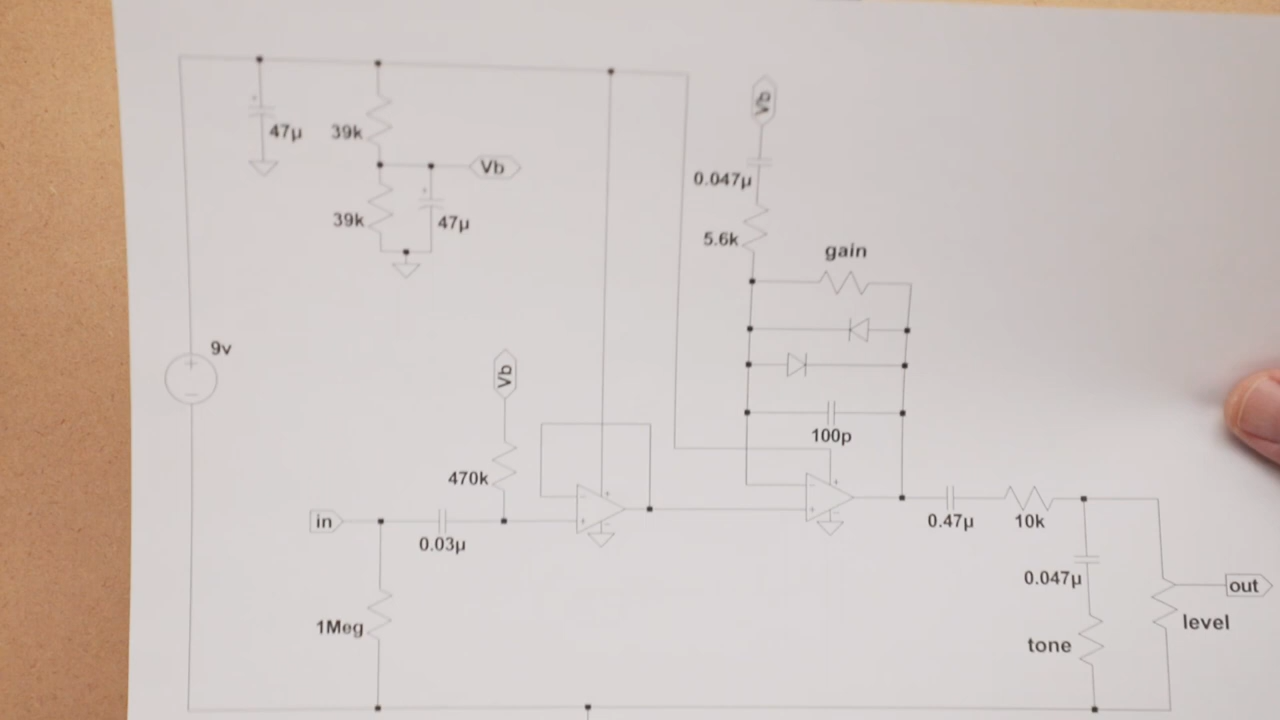 Vb
47µ
39k
Vb
0.047µ
39k
47µ
5.6k
gain
9v
Vb
100p
470k
in
0.03µ
0.47µ
10k
0.047µ
out
1Meg
level
tone